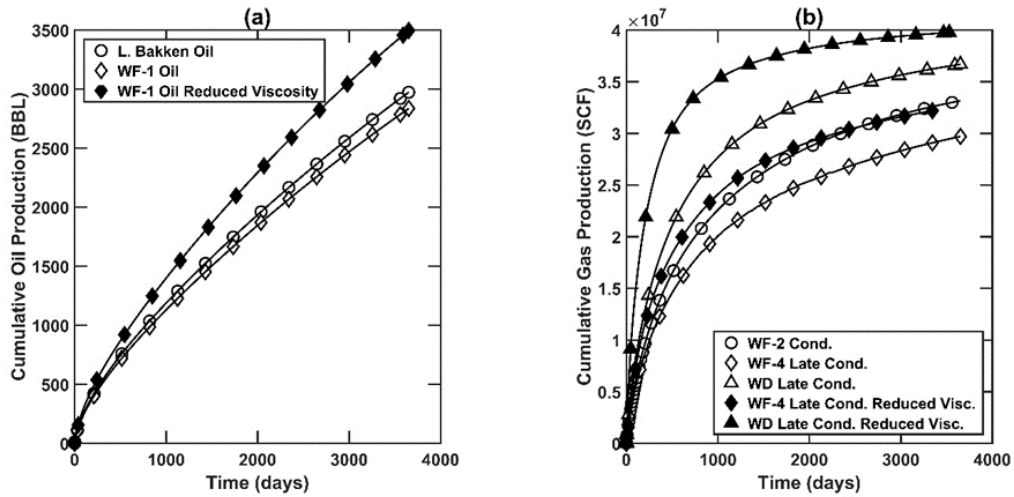 (a)
Cumulative Oil Production (BBL)
3500
3000
2500
2000
1500
1000
500
0
L. Bakken Oil
WF-1 Oil
WF-1 Oil Reduced Viscosity
0 1000 2000 3000 4000
Time (days)
(b)
Cumulative Gas Production (SCF)
×10⁷
4
3.5
3
2.5
2
1.5
1
0.5
0
WF-2 Cond.
WF-4 Late Cond.
WD Late Cond.
WF-4 Late Cond. Reduced Visc.
WD Late Cond. Reduced Visc.
0 1000 2000 3000 4000
Time (days)